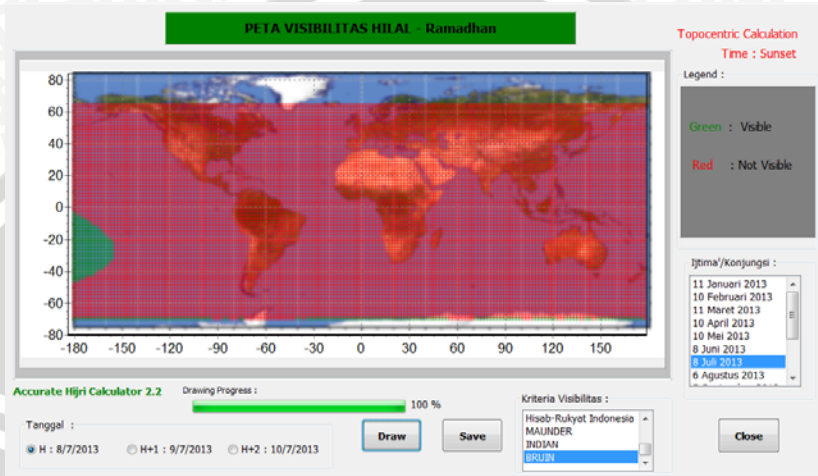 PETA VISIBILITAS HILAL - Ramadhan
Topocentric Calculation
Time : Sunset
Legend :
Green : Visible
Red : Not Visible
80
60
40
20
0
-20
-40
-60
-80
-180 -150 -120 -90 -60 -30 0 30 60 90 120 150
Ijtima'/Konjungsi :
11 Januari 2013
10 Februari 2013
11 Maret 2013
10 April 2013
10 Mei 2013
8 Juni 2013
8 Juli 2013
6 Agustus 2013
Accurate Hijri Calculator 2.2
Drawing Progress :
100 %
Tanggal :
H : 8/7/2013 H+1 : 9/7/2013 H+2 : 10/7/2013
Draw
Save
Kriteria Visibilitas :
Hisab-Rukyat Indonesia
MAUNDER
INDIAN
BRUIN
Close